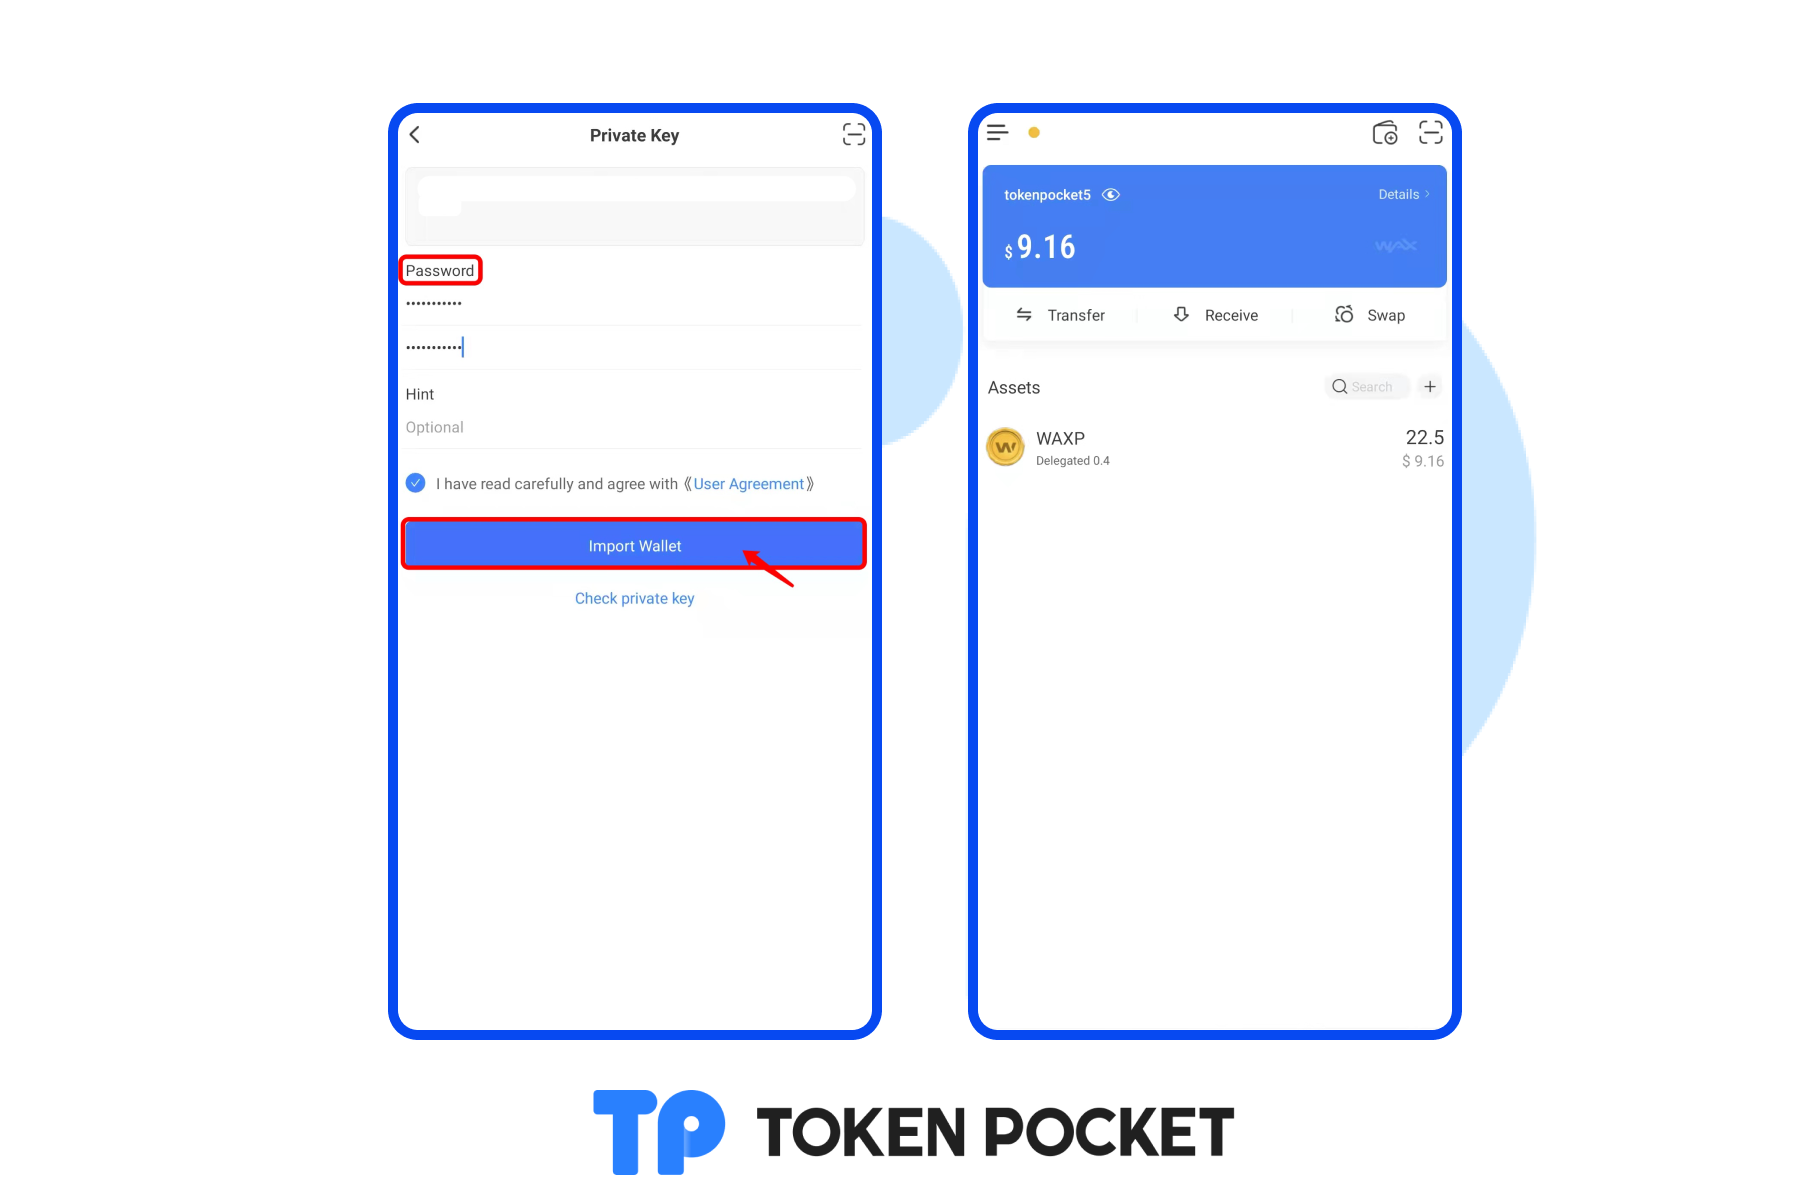 Private Key
Password
•••••••••••
•••••••••••
Hint
Optional
I have read carefully and agree with 《User Agreement》
Import Wallet
Check private key
tokenpocket5
Details >
$ 9.16
WAX
Transfer
Receive
Swap
Assets
Search
WAXP
22.5
Delegated 0.4
$ 9.16
TP TOKEN POCKET